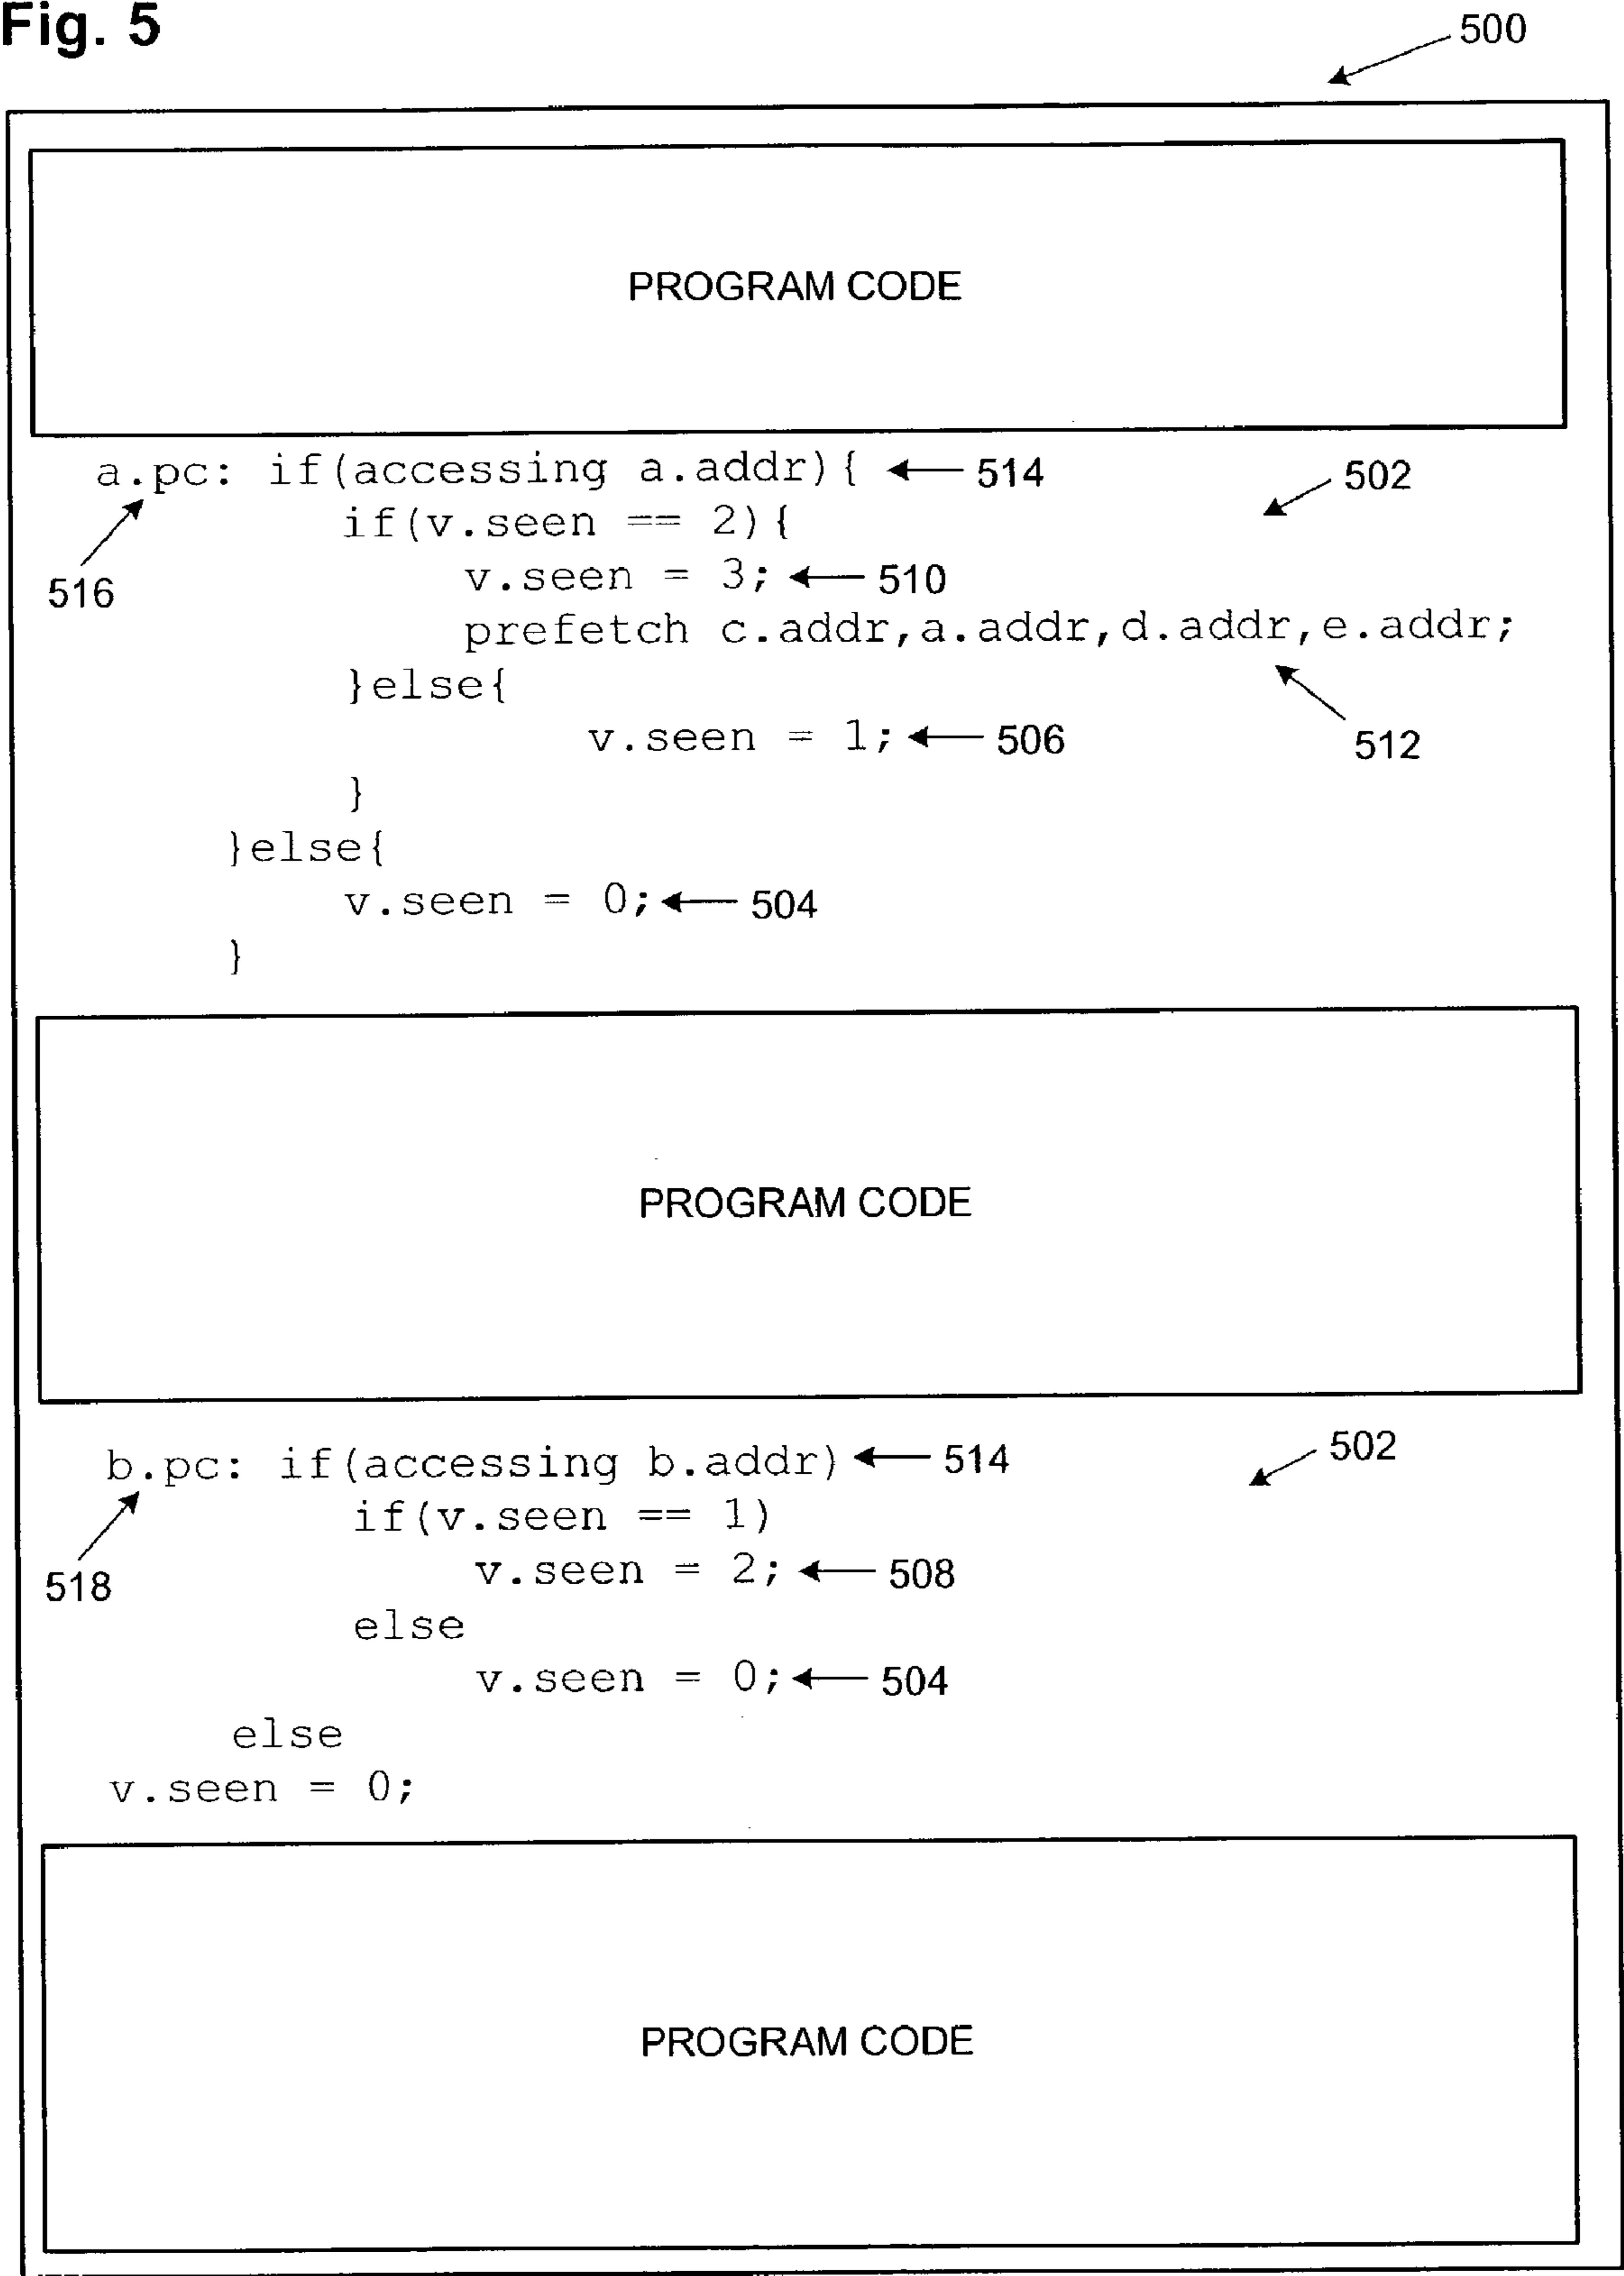 Fig. 5
500
PROGRAM CODE
a.pc: if(accessing a.addr){ 514
502
if(v.seen == 2){
516
v.seen = 3; 510
prefetch c.addr,a.addr,d.addr,e.addr;
}else{
512
v.seen = 1; 506
}
}else{
v.seen = 0; 504
}
PROGRAM CODE
b.pc: if(accessing b.addr) 514
502
if(v.seen == 1)
518
v.seen = 2; 508
else
v.seen = 0; 504
else
v.seen = 0;
PROGRAM CODE